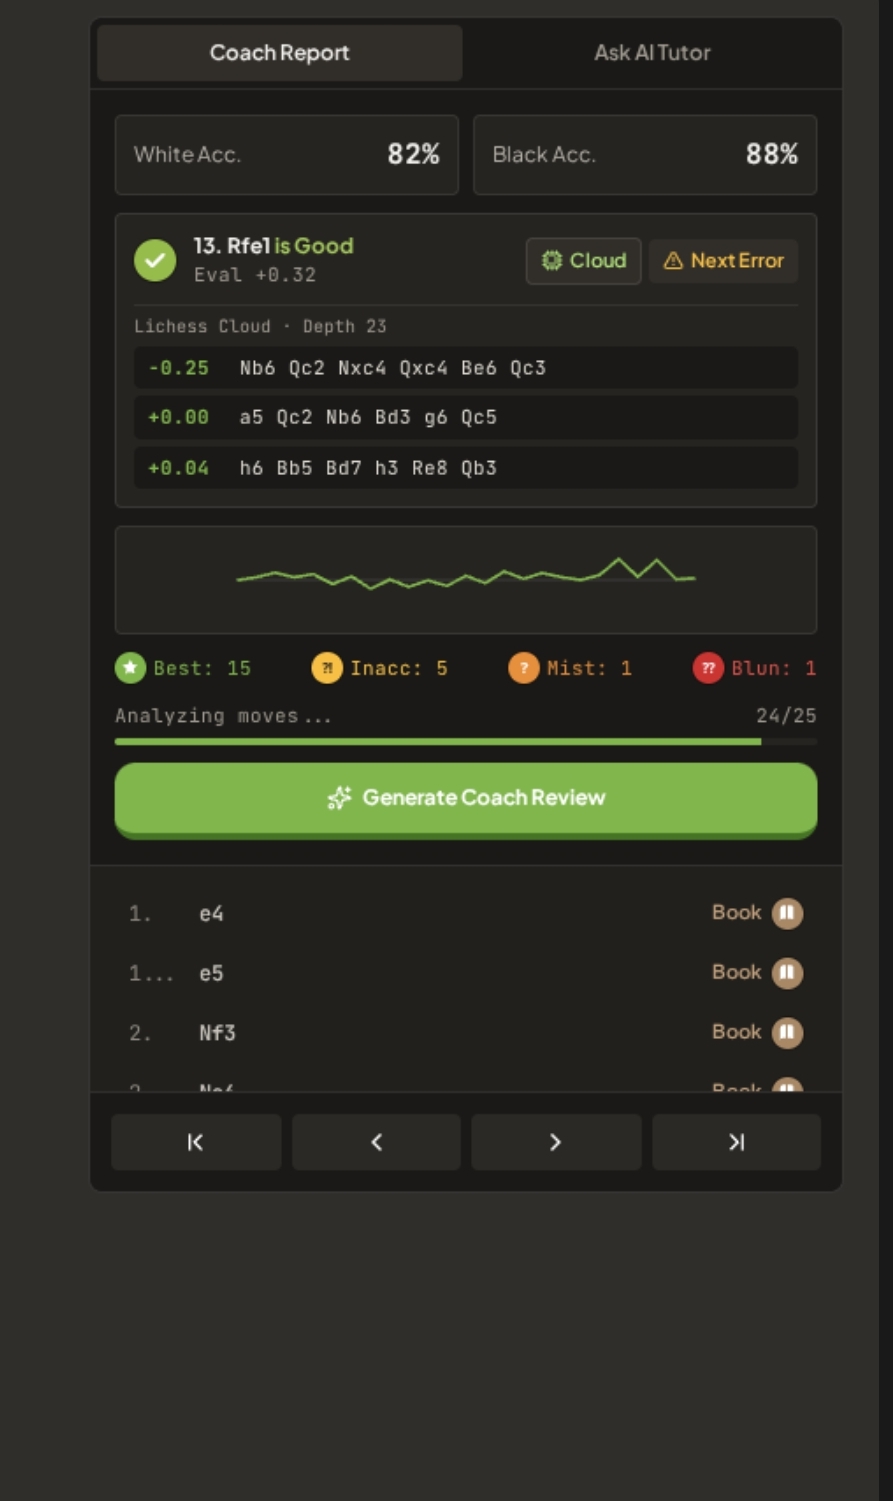 Coach Report
Ask AI Tutor
White Acc. 82%
Black Acc. 88%
13. Rfe1 is Good
Eval +0.32
Cloud
Next Error
Lichess Cloud · Depth 23
-0.25 Nb6 Qc2 Nxc4 Qxc4 Be6 Qc3
+0.00 a5 Qc2 Nb6 Bd3 g6 Qc5
+0.04 h6 Bb5 Bd7 h3 Re8 Qb3
?! Inacc: 5
? Mist: 1
?? Blun: 1
Best: 15
Analyzing moves... 24/25
Generate Coach Review
1. e4 Book
1... e5 Book
2. Nf3 Book